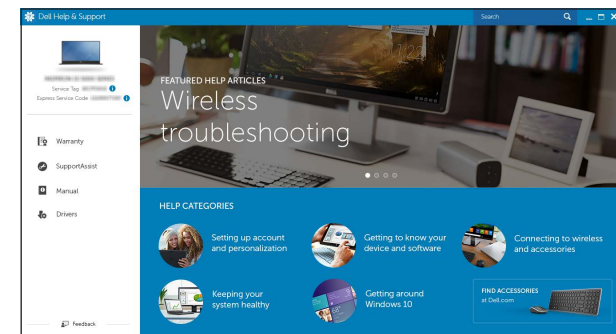 Dell Help & Support
Search
Service Tag
Express Service Code
Warranty
SupportAssist
Manual
Drivers
Feedback
FEATURED HELP ARTICLES
Wireless
troubleshooting
HELP CATEGORIES
Setting up account
and personalization
Getting to know your
device and software
Connecting to wireless
and accessories
Keeping your
system healthy
Getting around
Windows 10
FIND ACCESSORIES
at Dell.com